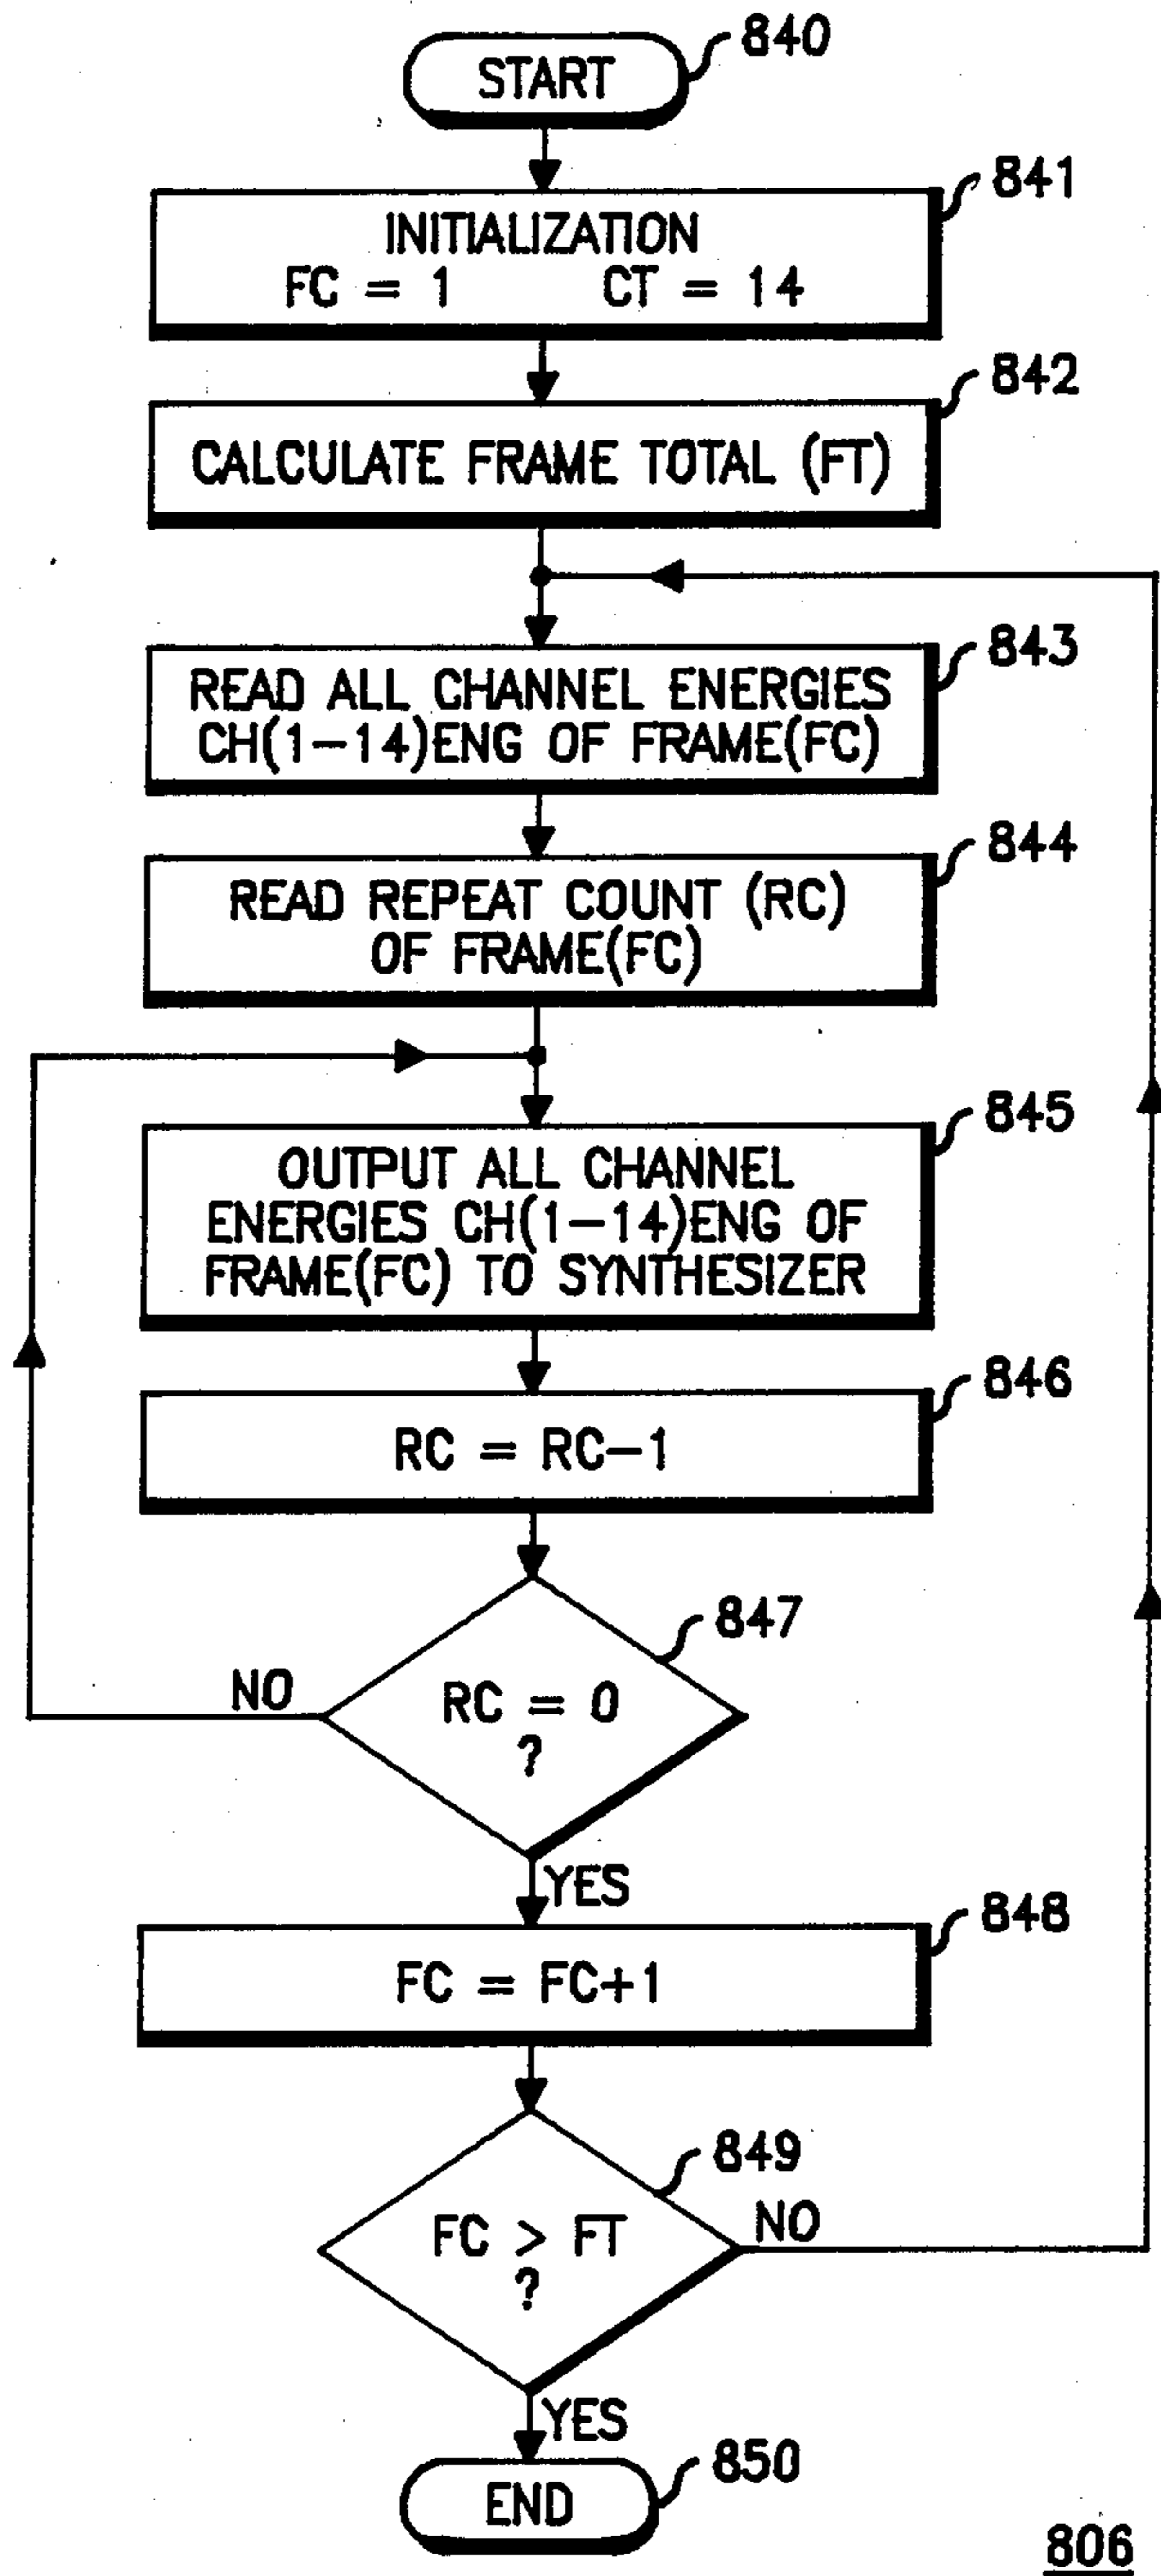 START
840
841
INITIALIZATION
FC = 1 CT = 14
842
CALCULATE FRAME TOTAL (FT)
843
READ ALL CHANNEL ENERGIES
CH(1-14)ENG OF FRAME(FC)
844
READ REPEAT COUNT (RC)
OF FRAME(FC)
845
OUTPUT ALL CHANNEL
ENERGIES CH(1-14)ENG OF
FRAME(FC) TO SYNTHESIZER
846
RC = RC-1
847
NO
RC = 0
?
YES
848
FC = FC+1
849
FC > FT
?
NO
YES
850
END
806